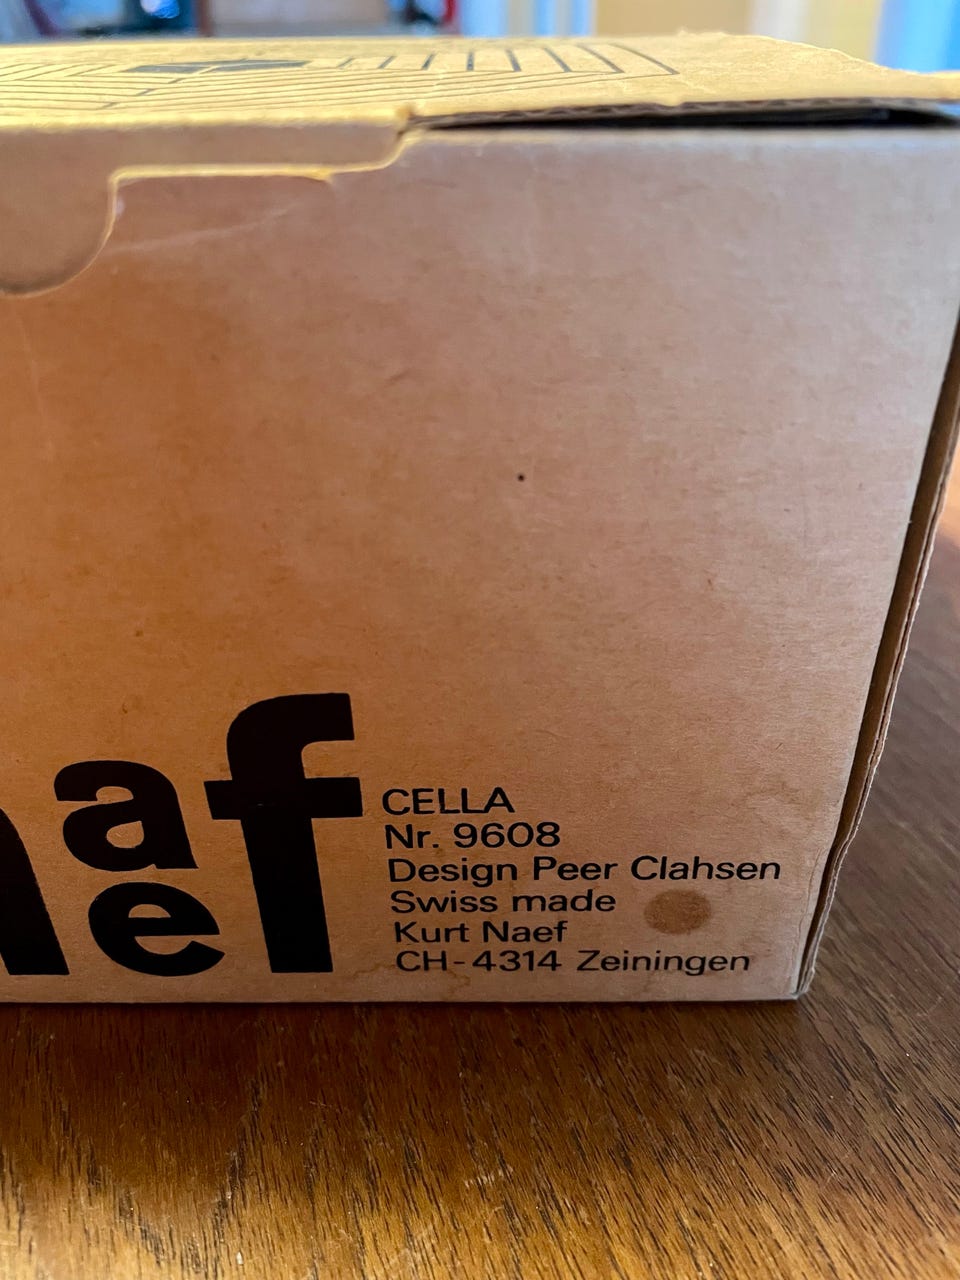 naef
CELLA
Nr. 9608
Design Peer Clahsen
Swiss made
Kurt Naef
CH-4314 Zeiningen